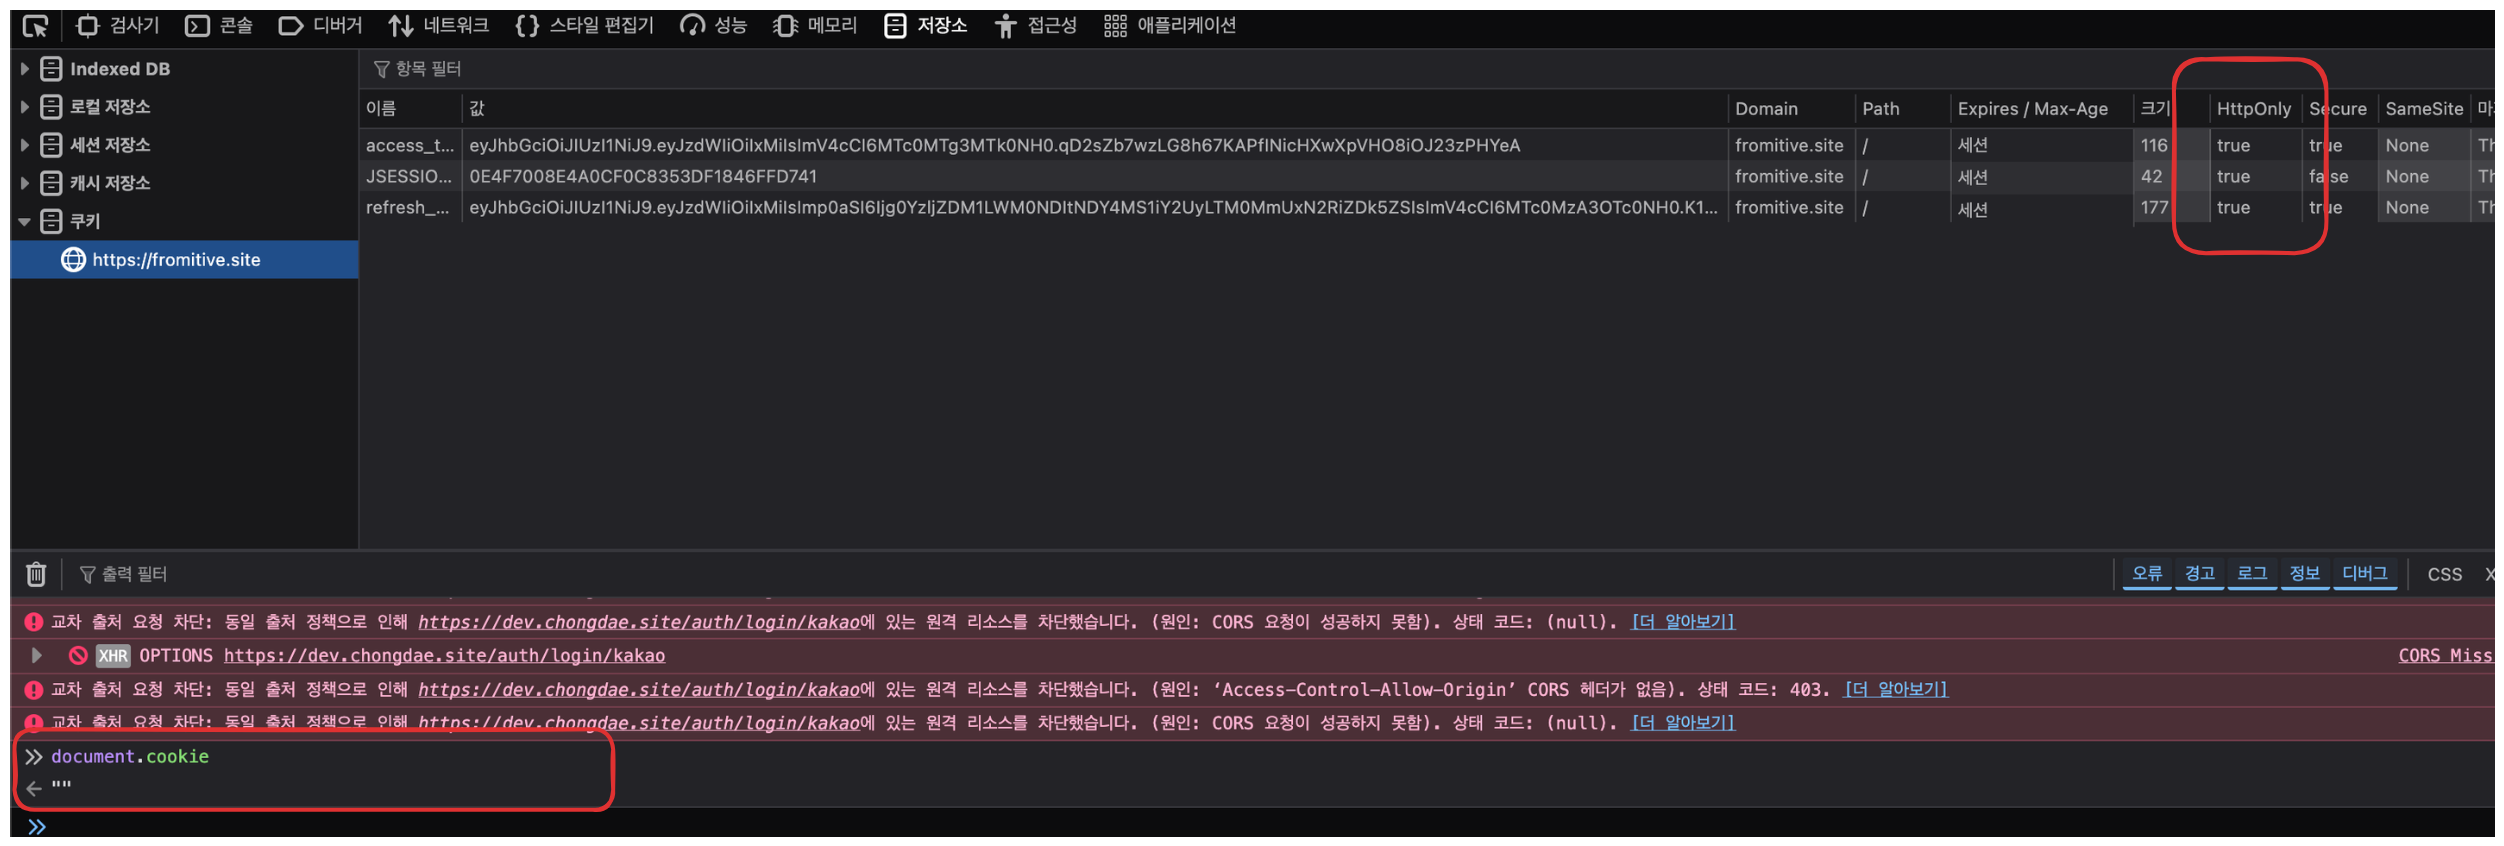 검사기 콘솔 디버거 네트워크 {} 스타일 편집기 성능 메모리 저장소 접근성 애플리케이션
Indexed DB
로컬 저장소
세션 저장소
캐시 저장소
쿠키
https://fromitive.site
항목 필터
이름 값 Domain Path Expires / Max-Age 크기 HttpOnly Secure SameSite
access_t... eyJhbGciOiJIUzI1NiJ9.eyJzdWIiOiIxMiIsImV4cCI6MTc0MTg3MTk0NH0.qD2sZb7wzLG8h67KAPfINicHXwXpVHO8iOJ23zPHYeA fromitive.site / 세션 116 true true None
JSESSIO... 0E4F7008E4A0CF0C8353DF1846FFD741 fromitive.site / 세션 42 true false None
refresh_... eyJhbGciOiJIUzI1NiJ9.eyJzdWIiOiIxMiIsImp0aSI6Ijg0YzljZDM1LWM0NDItNDY4MS1iY2UyLTM0MmUxN2RiZDk5ZSIsImV4cCI6MTc0MzA3OTc0NH0.K1... fromitive.site / 세션 177 true true None
출력 필터 오류 경고 로그 정보 디버그 CSS
교차 출처 요청 차단: 동일 출처 정책으로 인해 https://dev.chongdae.site/auth/login/kakao에 있는 원격 리소스를 차단했습니다. (원인: CORS 요청이 성공하지 못함). 상태 코드: (null). [더 알아보기]
XHR OPTIONS https://dev.chongdae.site/auth/login/kakao CORS Miss
교차 출처 요청 차단: 동일 출처 정책으로 인해 https://dev.chongdae.site/auth/login/kakao에 있는 원격 리소스를 차단했습니다. (원인: ‘Access-Control-Allow-Origin’ CORS 헤더가 없음). 상태 코드: 403. [더 알아보기]
교차 출처 요청 차단: 동일 출처 정책으로 인해 https://dev.chongdae.site/auth/login/kakao에 있는 원격 리소스를 차단했습니다. (원인: CORS 요청이 성공하지 못함). 상태 코드: (null). [더 알아보기]
document.cookie
""